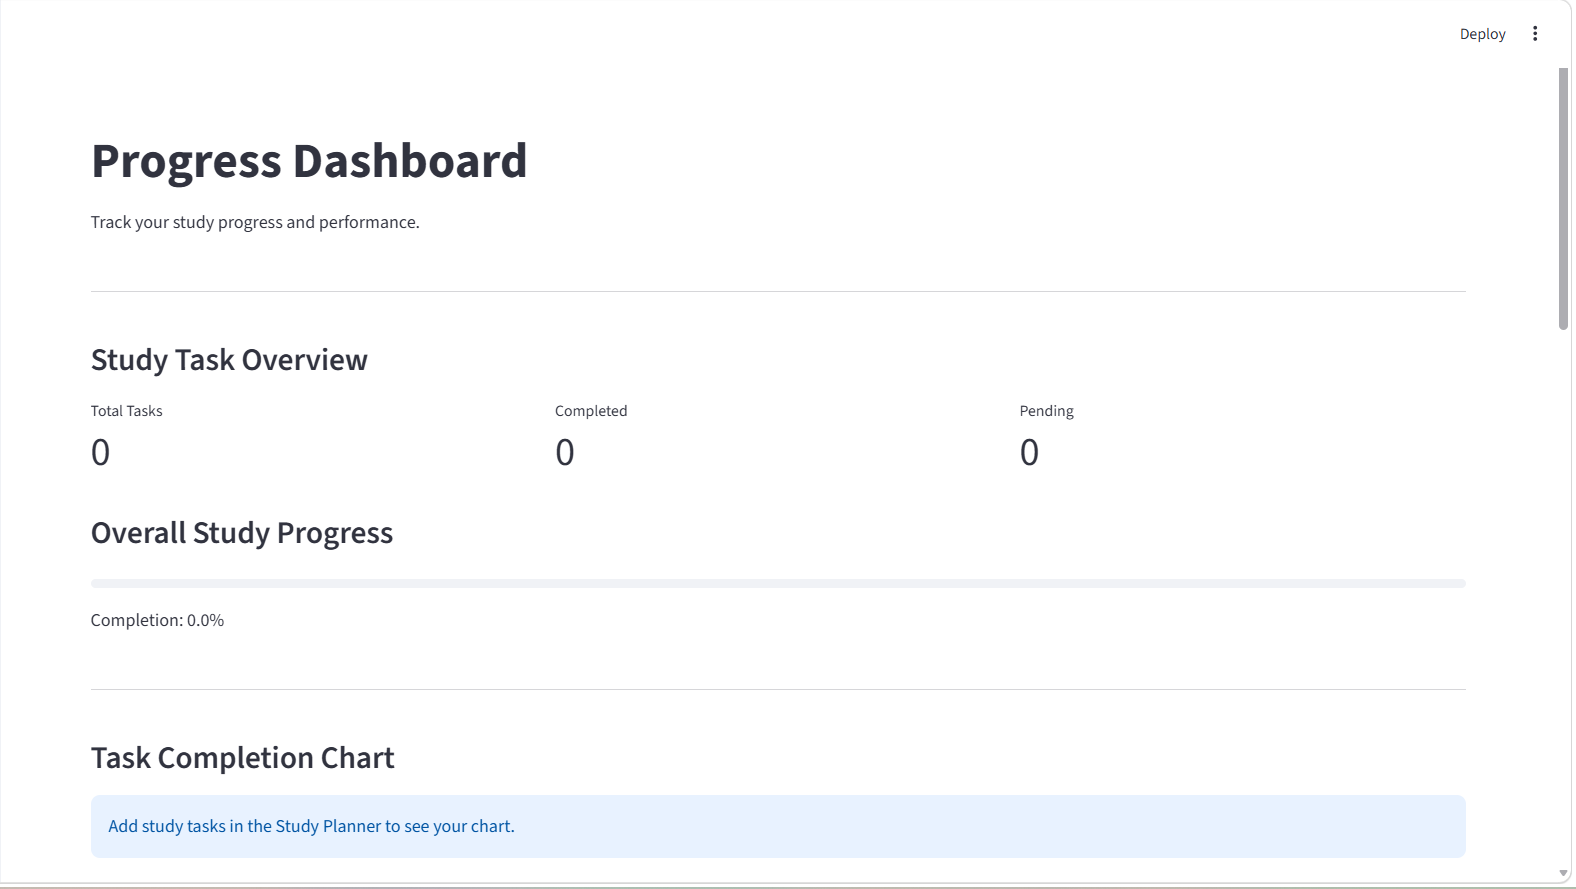 Deploy
Progress Dashboard
Track your study progress and performance.
Study Task Overview
Total Tasks
Completed
Pending
0
0
0
Overall Study Progress
Completion: 0.0%
Task Completion Chart
Add study tasks in the Study Planner to see your chart.